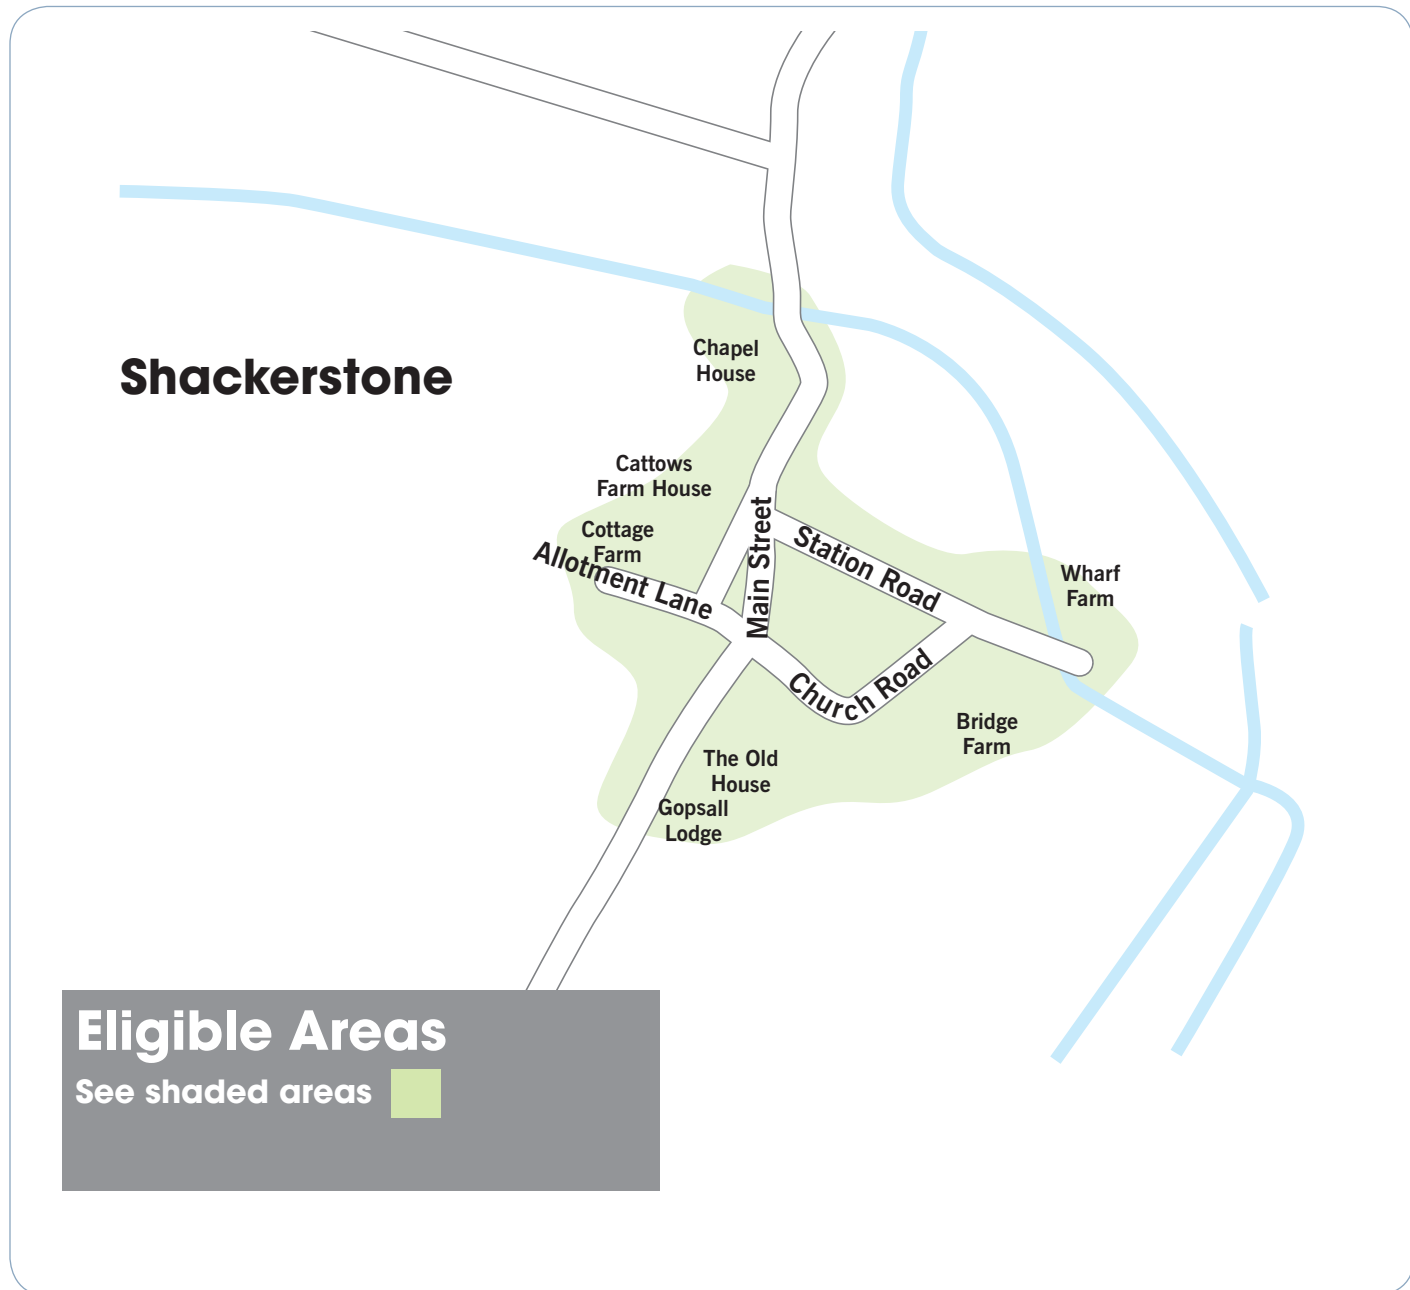 Chapel
House
Shackerstone
Cattows
Farm House
Cottage
Farm
Allotment Lane
Main Street
Station Road
Wharf
Farm
Church Road
Bridge
Farm
The Old
House
Gopsall
Lodge
Eligible Areas
See shaded areas